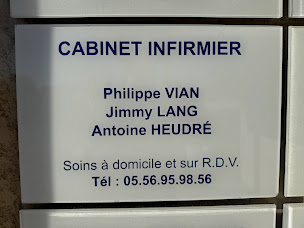 CABINET INFIRMIER
Philippe VIAN
Jimmy LANG
Antoine HEUDRÉ
Soins à domicile et sur R.D.V.
Tél : 05.56.95.98.56